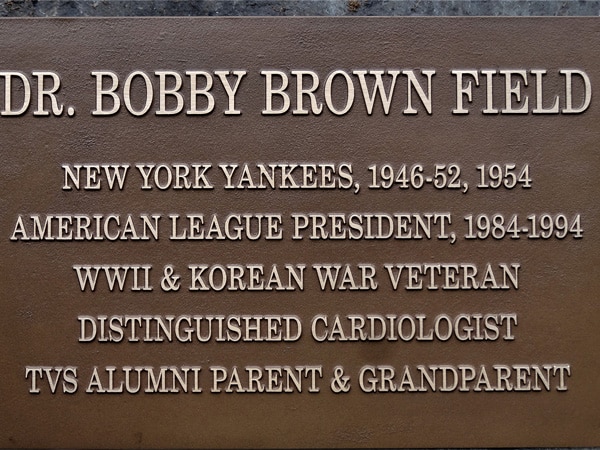 DR. BOBBY BROWN FIELD
NEW YORK YANKEES, 1946-52, 1954
AMERICAN LEAGUE PRESIDENT, 1984-1994
WWII & KOREAN WAR VETERAN
DISTINGUISHED CARDIOLOGIST
TVS ALUMNI PARENT & GRANDPARENT